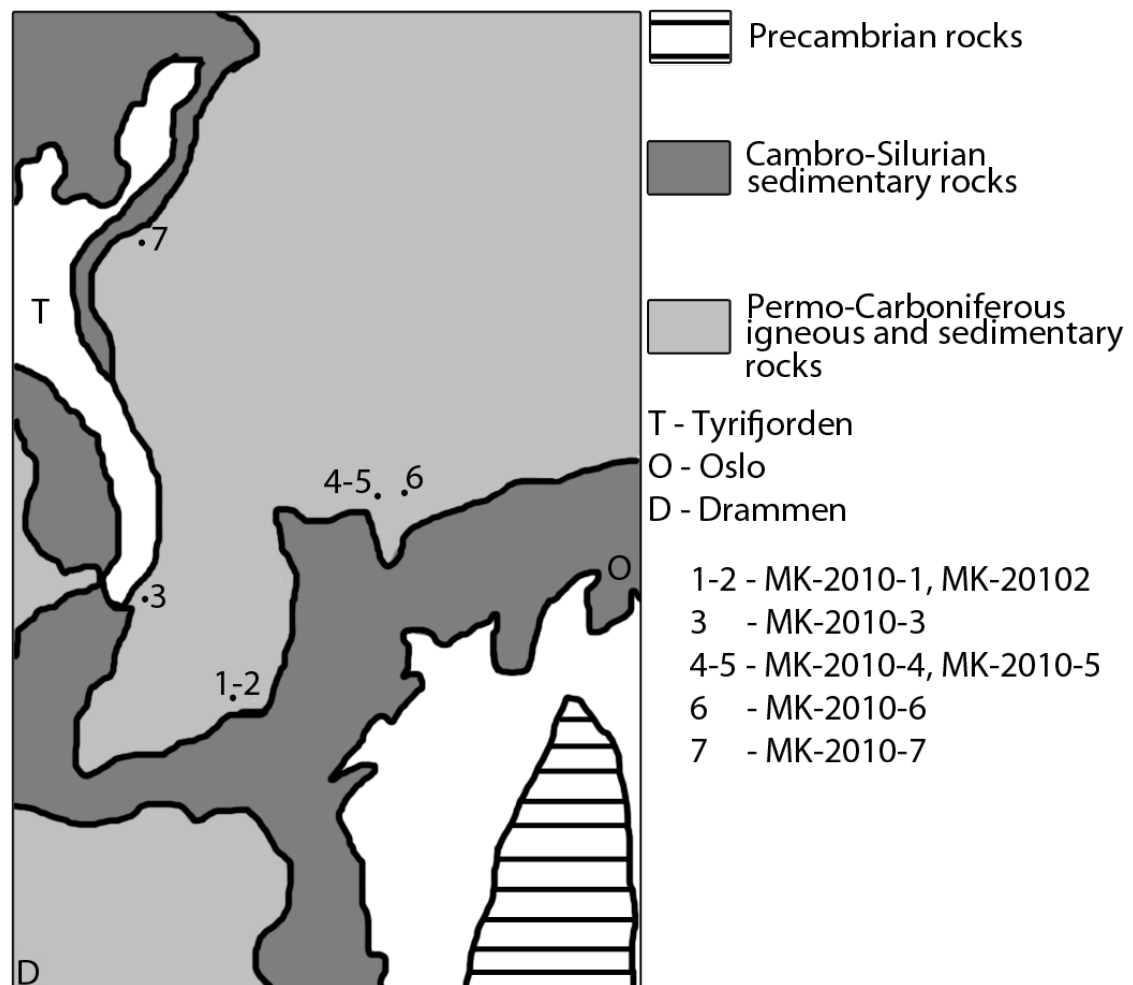 Precambrian rocks
Cambro-Silurian
sedimentary rocks
Permo-Carboniferous
igneous and sedimentary
rocks
T - Tyrifjorden
O - Oslo
D - Drammen
1-2 - MK-2010-1, MK-20102
3 - MK-2010-3
4-5 - MK-2010-4, MK-2010-5
6 - MK-2010-6
7 - MK-2010-7
7
T
4-5
6
O
3
1-2
D